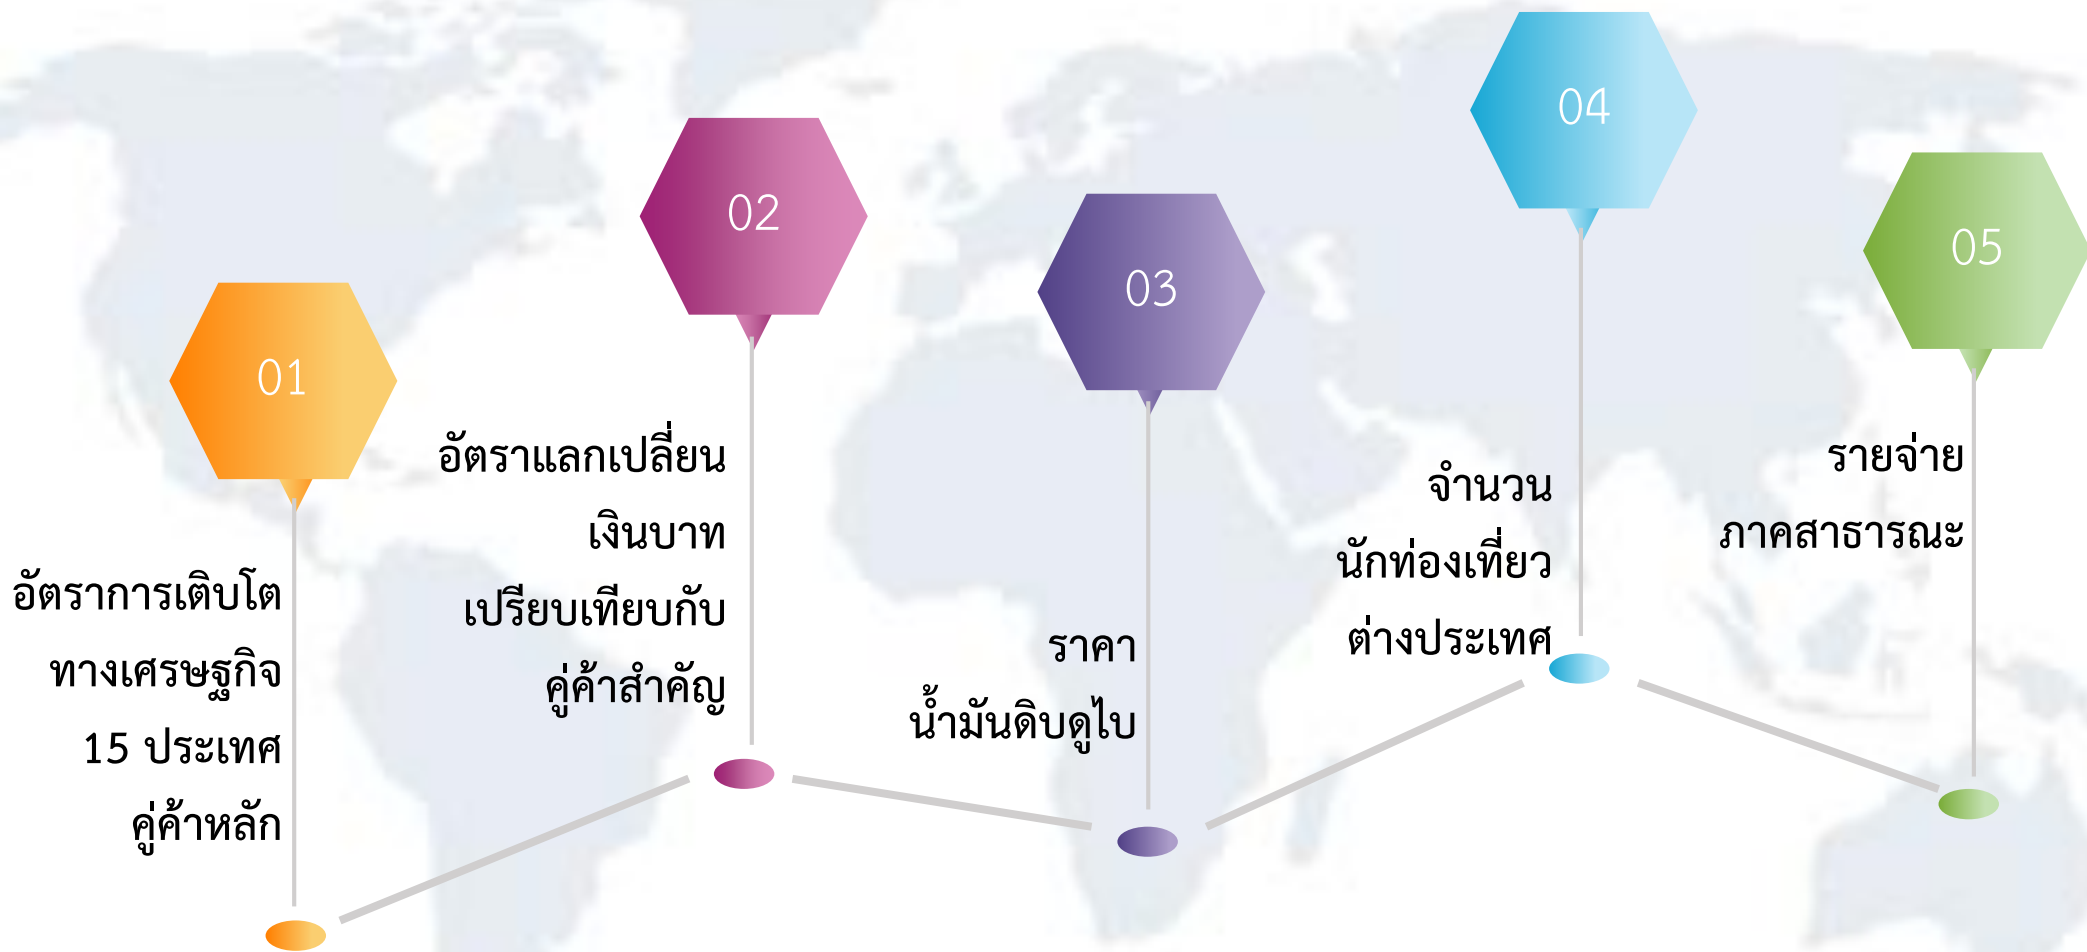 01
อัตราการเติบโต
ทางเศรษฐกิจ
15 ประเทศ
คู่ค้าหลัก
02
อัตราแลกเปลี่ยน
เงินบาท
เปรียบเทียบกับ
คู่ค้าสำคัญ
03
ราคา
น้ำมันดิบดูไบ
04
จำนวน
นักท่องเที่ยว
ต่างประเทศ
05
รายจ่าย
ภาคสาธารณะ